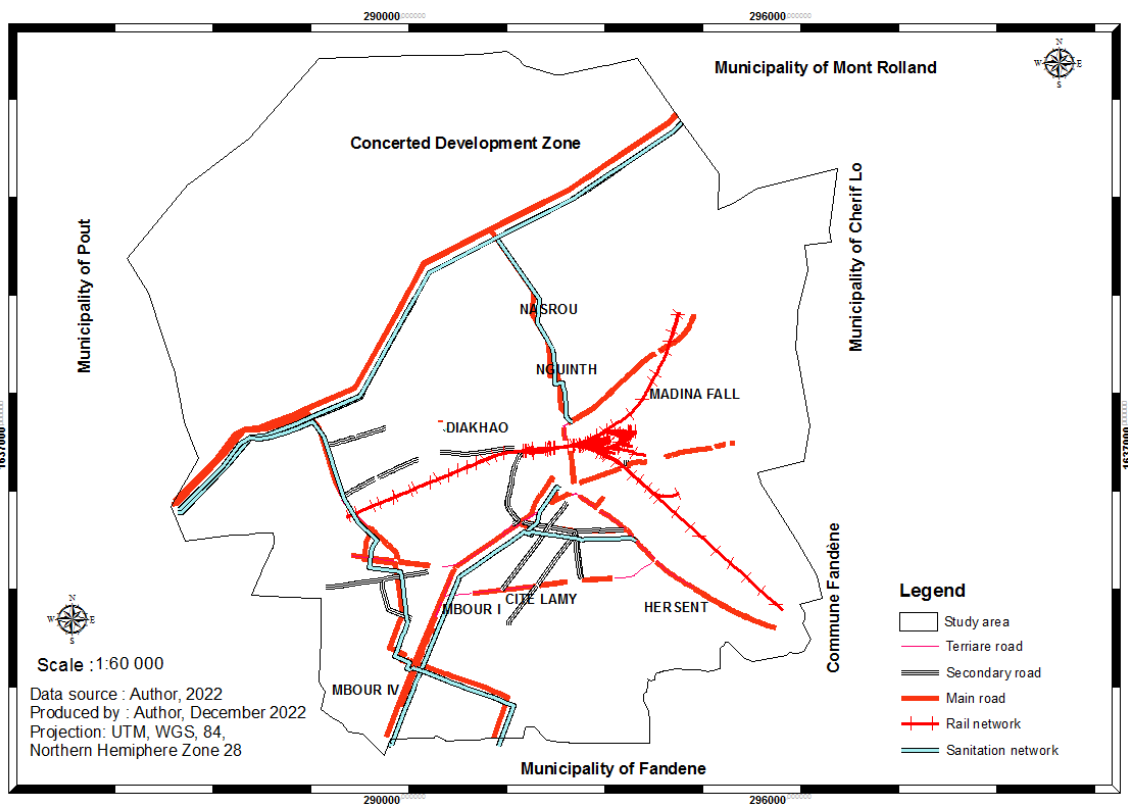 290000 296000
N
W E
S
Municipality of Mont Rolland
Concerted Development Zone
Municipality of Pout
Municipality of Cherif Lo
NASROU
NGUINTH
MADINA FALL
DIAKHAO
1637000
1637000
MBOUR I
CITE LAMY
HERSENT
Commune Fandène
MBOUR IV
N
W E
S
Scale : 1:60 000
Data source : Author, 2022
Produced by : Author, December 2022
Projection: UTM, WGS, 84,
Northern Hemiphere Zone 28
Legend
Study area
Terriare road
Secondary road
Main road
Rail network
Sanitation network
Municipality of Fandene
290000 296000